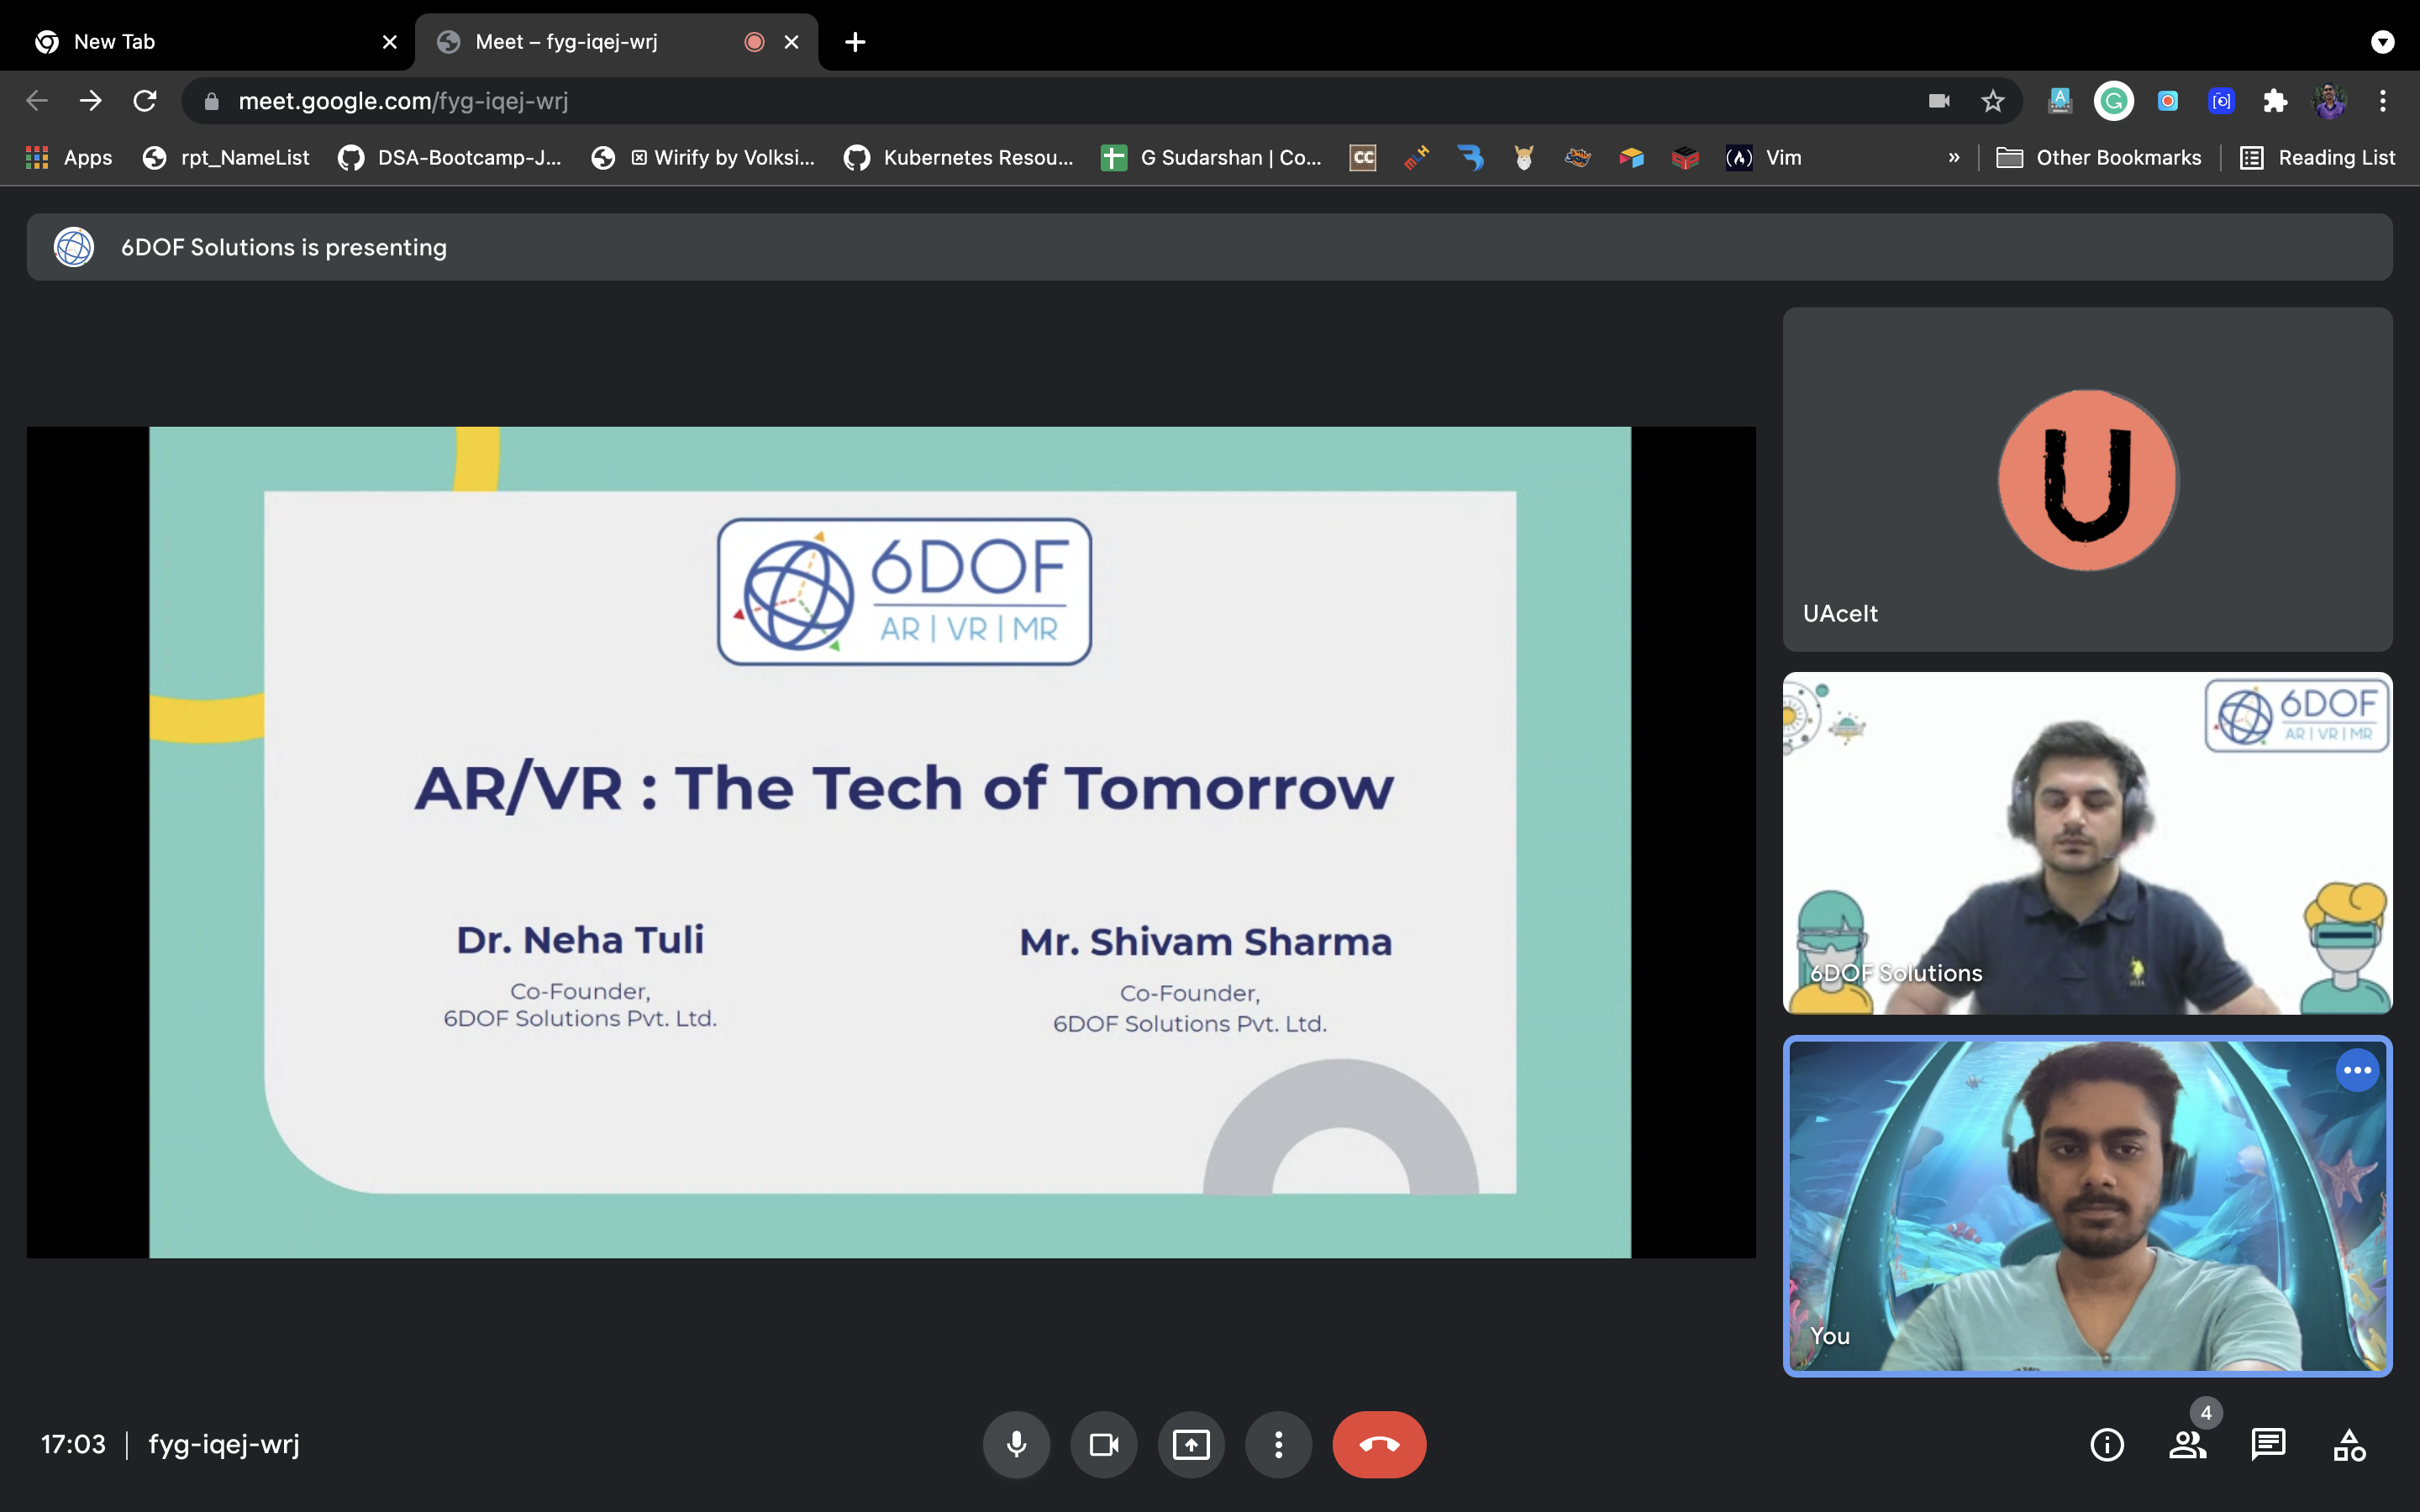 New Tab
Meet – fyg-iqej-wrj
meet.google.com/fyg-iqej-wrj
Apps
rpt_NameList
DSA-Bootcamp-J...
Wirify by Volksi...
Kubernetes Resou...
G Sudarshan | Co...
CC
MLH
Vim
»
Other Bookmarks
Reading List
6DOF Solutions is presenting
6DOF
AR | VR | MR
AR/VR : The Tech of Tomorrow
Dr. Neha Tuli
Co-Founder,
6DOF Solutions Pvt. Ltd.
Mr. Shivam Sharma
Co-Founder,
6DOF Solutions Pvt. Ltd.
U
UAceIt
6DOF
AR | VR | MR
6DOF Solutions
You
17:03 | fyg-iqej-wrj
4